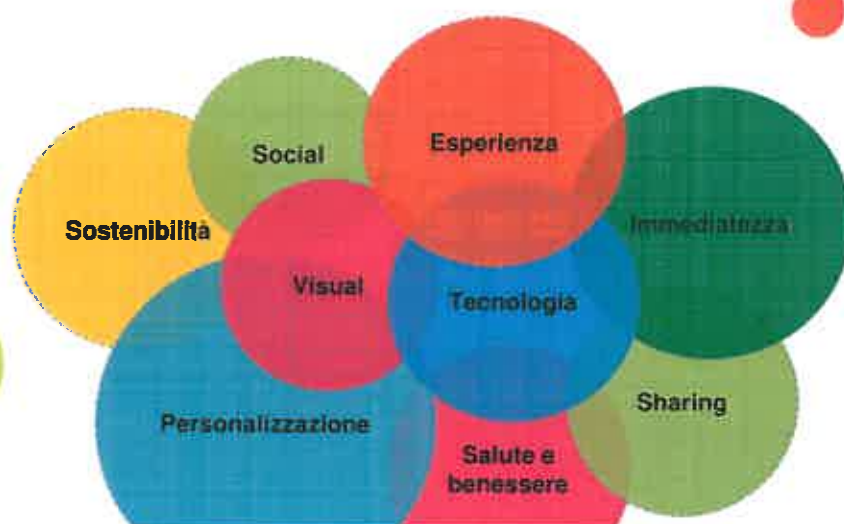 Esperienza
Social
Immediatezza
Sostenibilità
Visual
Tecnologia
Sharing
Personalizzazione
Salute e
benessere